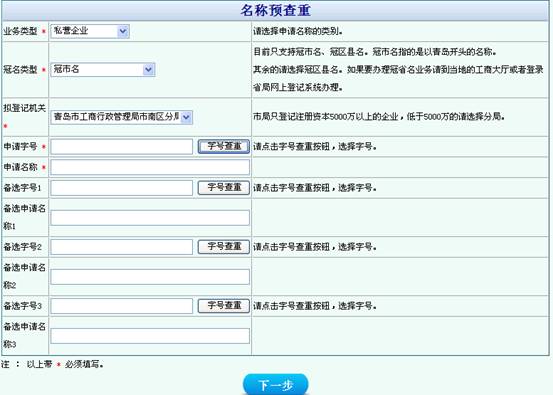 名称预查重
业务类型 * 私营企业 请选择申请名称的类别。
冠名类型 * 冠市名 目前只支持冠市名、冠区县名。冠市名指的是以青岛开头的名称。
其余的请选择冠区县名。如果要办理冠省名业务请到当地的工商大厅或者登录
省局网上登记系统办理。
拟登记机关
* 青岛市工商行政管理局市南区分局 市局只登记注册资本5000万以上的企业，低于5000万的请选择分局。
申请字号 * 字号查重 请点击字号查重按钮，选择字号。
申请名称 *
备选字号1 字号查重 请点击字号查重按钮，选择字号。
备选申请名
称1
备选字号2 字号查重 请点击字号查重按钮，选择字号。
备选申请名
称2
备选字号3 字号查重 请点击字号查重按钮，选择字号。
备选申请名
称3
注 ： 以上带 * 必须填写。
下一步